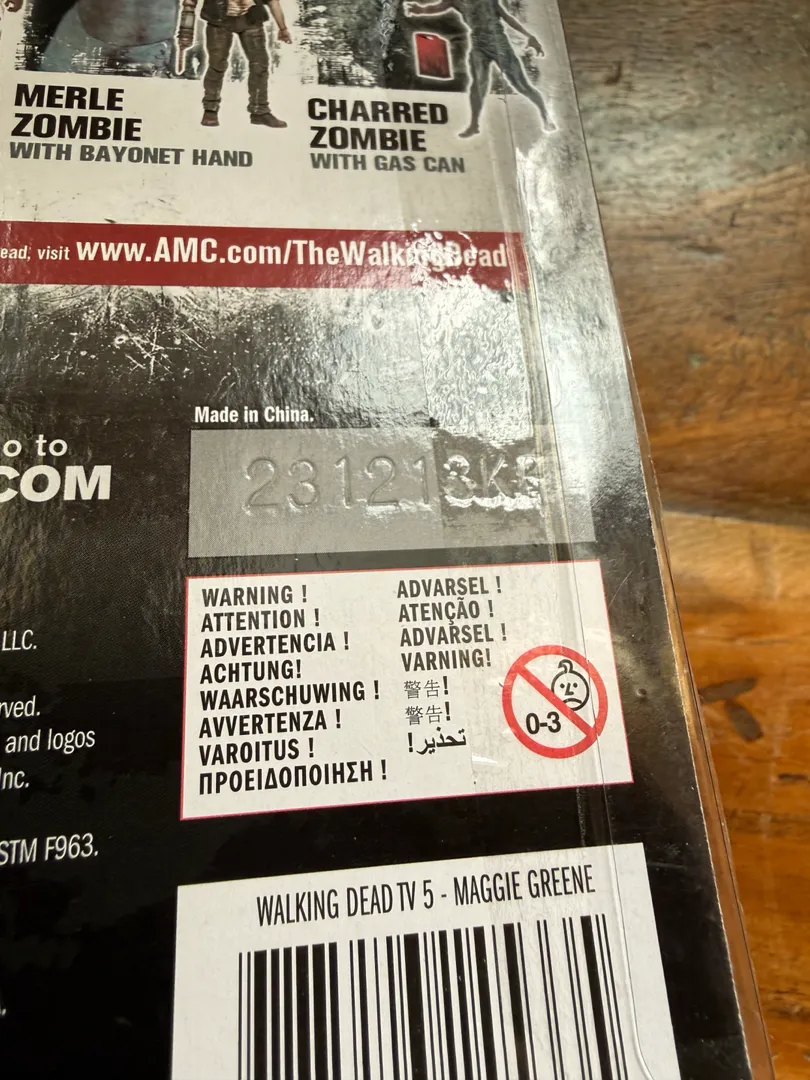 MERLE
ZOMBIE
WITH BAYONET HAND
CHARRED
ZOMBIE
WITH GAS CAN
ead, visit www.AMC.com/TheWalkingDead
Made in China.
o to
COM
231213K
LLC.
rved.
and logos
Inc.
STM F963.
WARNING !
ATTENTION !
ADVERTENCIA !
ACHTUNG!
WAARSCHUWING !
AVVERTENZA !
VAROITUS !
ΠΡΟΕΙΔΟΠΟΙΗΣΗ !
ADVARSEL !
ATENÇÃO !
ADVARSEL !
VARNING!
警告!
警告!
تحذير!
0-3
WALKING DEAD TV 5 - MAGGIE GREENE